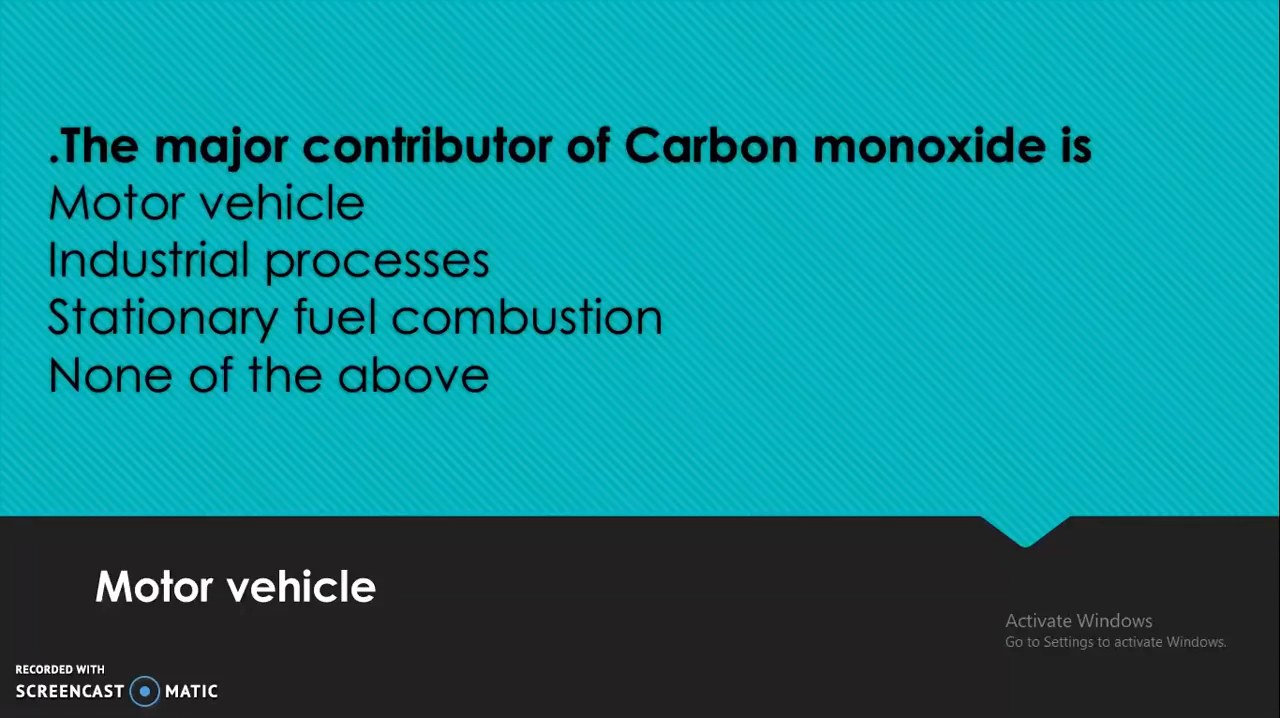 .The major contributor of Carbon monoxide is
Motor vehicle
Industrial processes
Stationary fuel combustion
None of the above
Motor vehicle
Activate Windows
Go to Settings to activate Windows.
RECORDED WITH
SCREENCAST MATIC